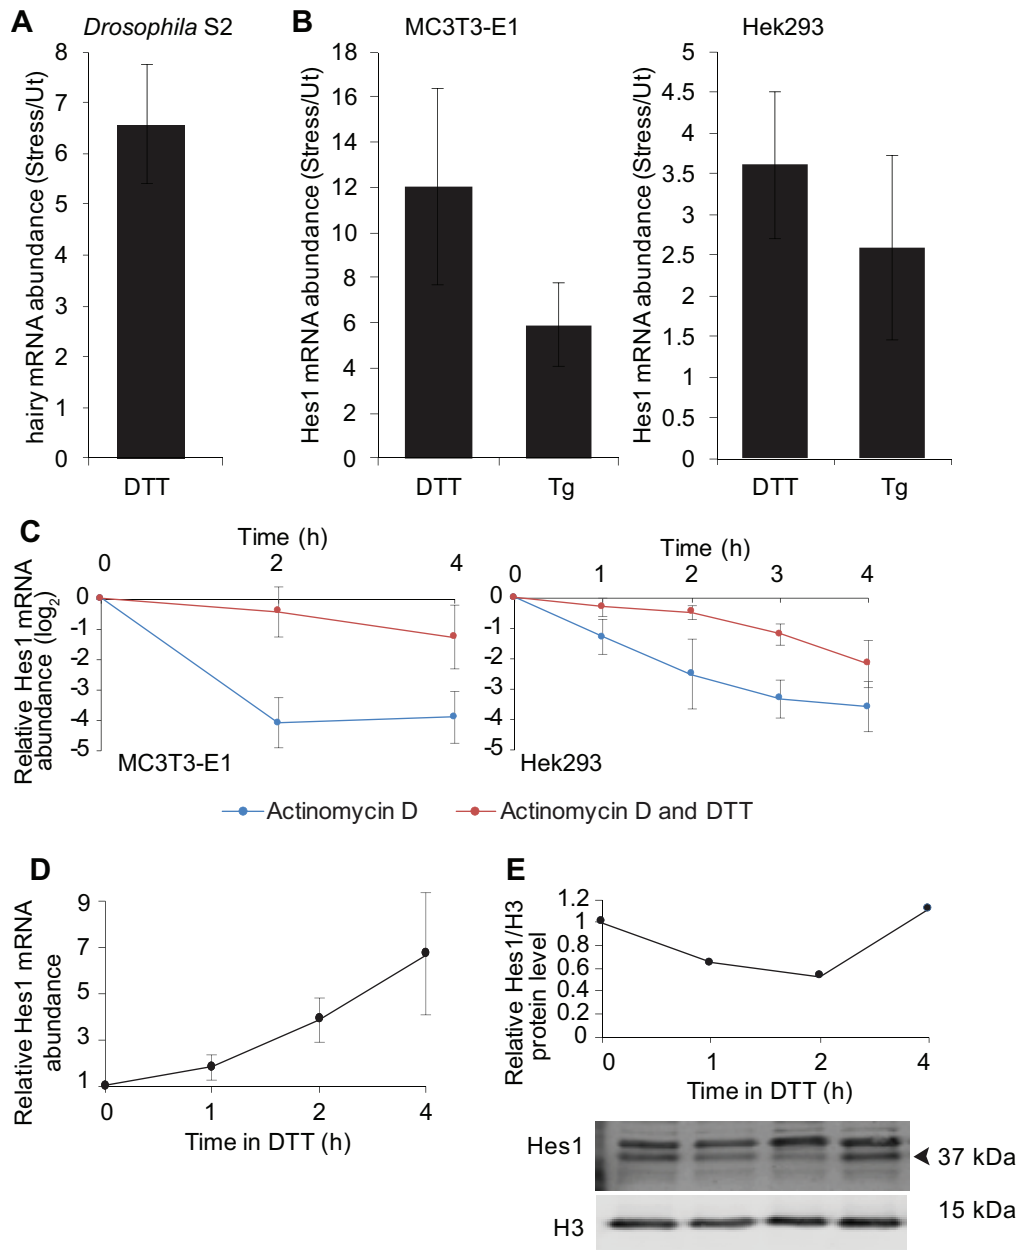 A
Drosophila S2
hairy mRNA abundance (Stress/Ut)
8
7
6
5
4
3
2
1
0
DTT
B
MC3T3-E1
Hes1 mRNA abundance (Stress/Ut)
18
16
14
12
10
8
6
4
2
0
DTT Tg
Hek293
Hes1 mRNA abundance (Stress/Ut)
5
4.5
4
3.5
3
2.5
2
1.5
1
0.5
0
DTT Tg
C
Relative Hes1 mRNA
abundance (log2)
Time (h)
0 2 4
0
-1
-2
-3
-4
-5
MC3T3-E1
Time (h)
0 1 2 3 4
0
-1
-2
-3
-4
-5
Hek293
Actinomycin D
Actinomycin D and DTT
D
Relative Hes1 mRNA
abundance
9
7
5
3
1
0 1 2 4
Time in DTT (h)
E
Relative Hes1/H3
protein level
1.2
1
0.8
0.6
0.4
0.2
0
0 1 2 4
Time in DTT (h)
Hes1
37 kDa
15 kDa
H3